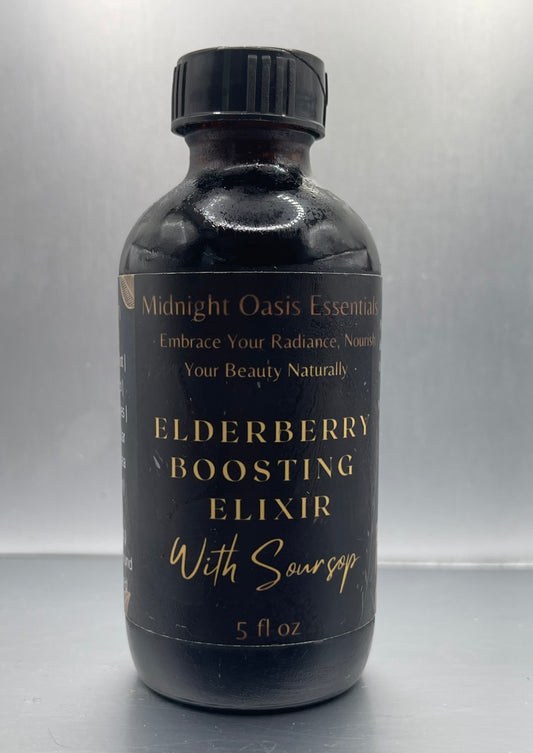 Midnight Oasis Essentials
· Embrace Your Radiance, Nourish
Your Beauty Naturally ·
ELDERBERRY
BOOSTING
ELIXIR
With Soursop
5 fl oz